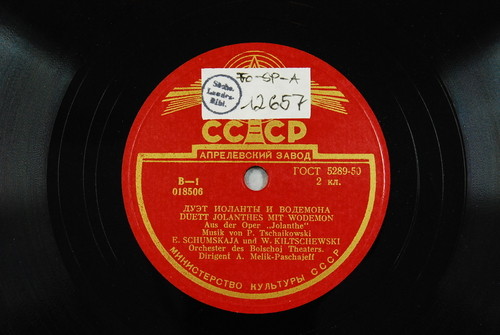 FO-SP-A
12657
Sächs.
Landes-
Bibl.
СССР
АПРЕЛЕВСКИЙ ЗАВОД
В—1
018506
ГОСТ 5289-50
2 кл.
ДУЭТ ИОЛАНТЫ И ВОДЕМОНА
DUETT JOLANTHES MIT WODEMON
Aus der Oper „Jolanthe"
Musik von P. Tschaikowski
E. SCHUMSKAJA und W. KILTSCHEWSKI
Orchester des Bolschoj Theaters.
Dirigent A. Melik-Paschajeff
МИНИСТЕРСТВО КУЛЬТУРЫ СССР